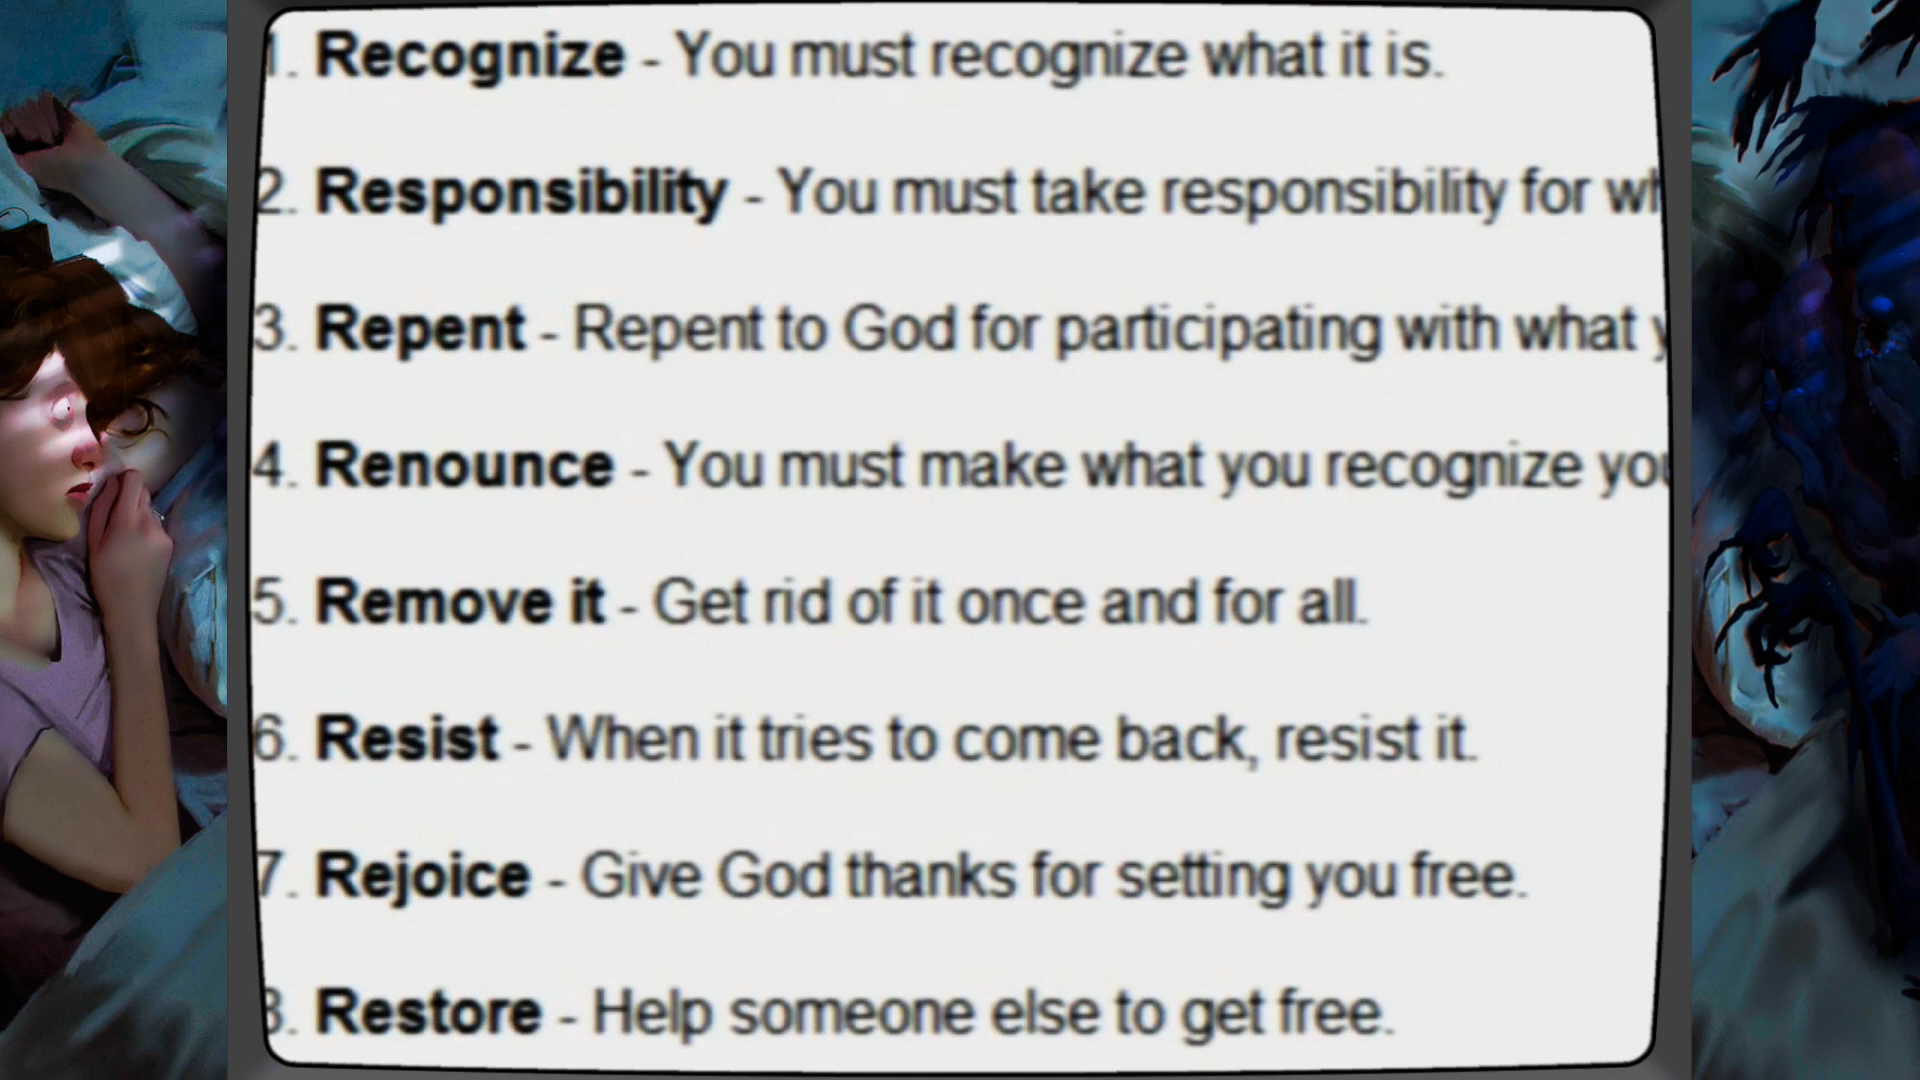 1. Recognize - You must recognize what it is.
2. Responsibility - You must take responsibility for
3. Repent - Repent to God for participating with what
4. Renounce - You must make what you recognize
5. Remove it - Get rid of it once and for all.
6. Resist - When it tries to come back, resist it.
7. Rejoice - Give God thanks for setting you free.
8. Restore - Help someone else to get free.